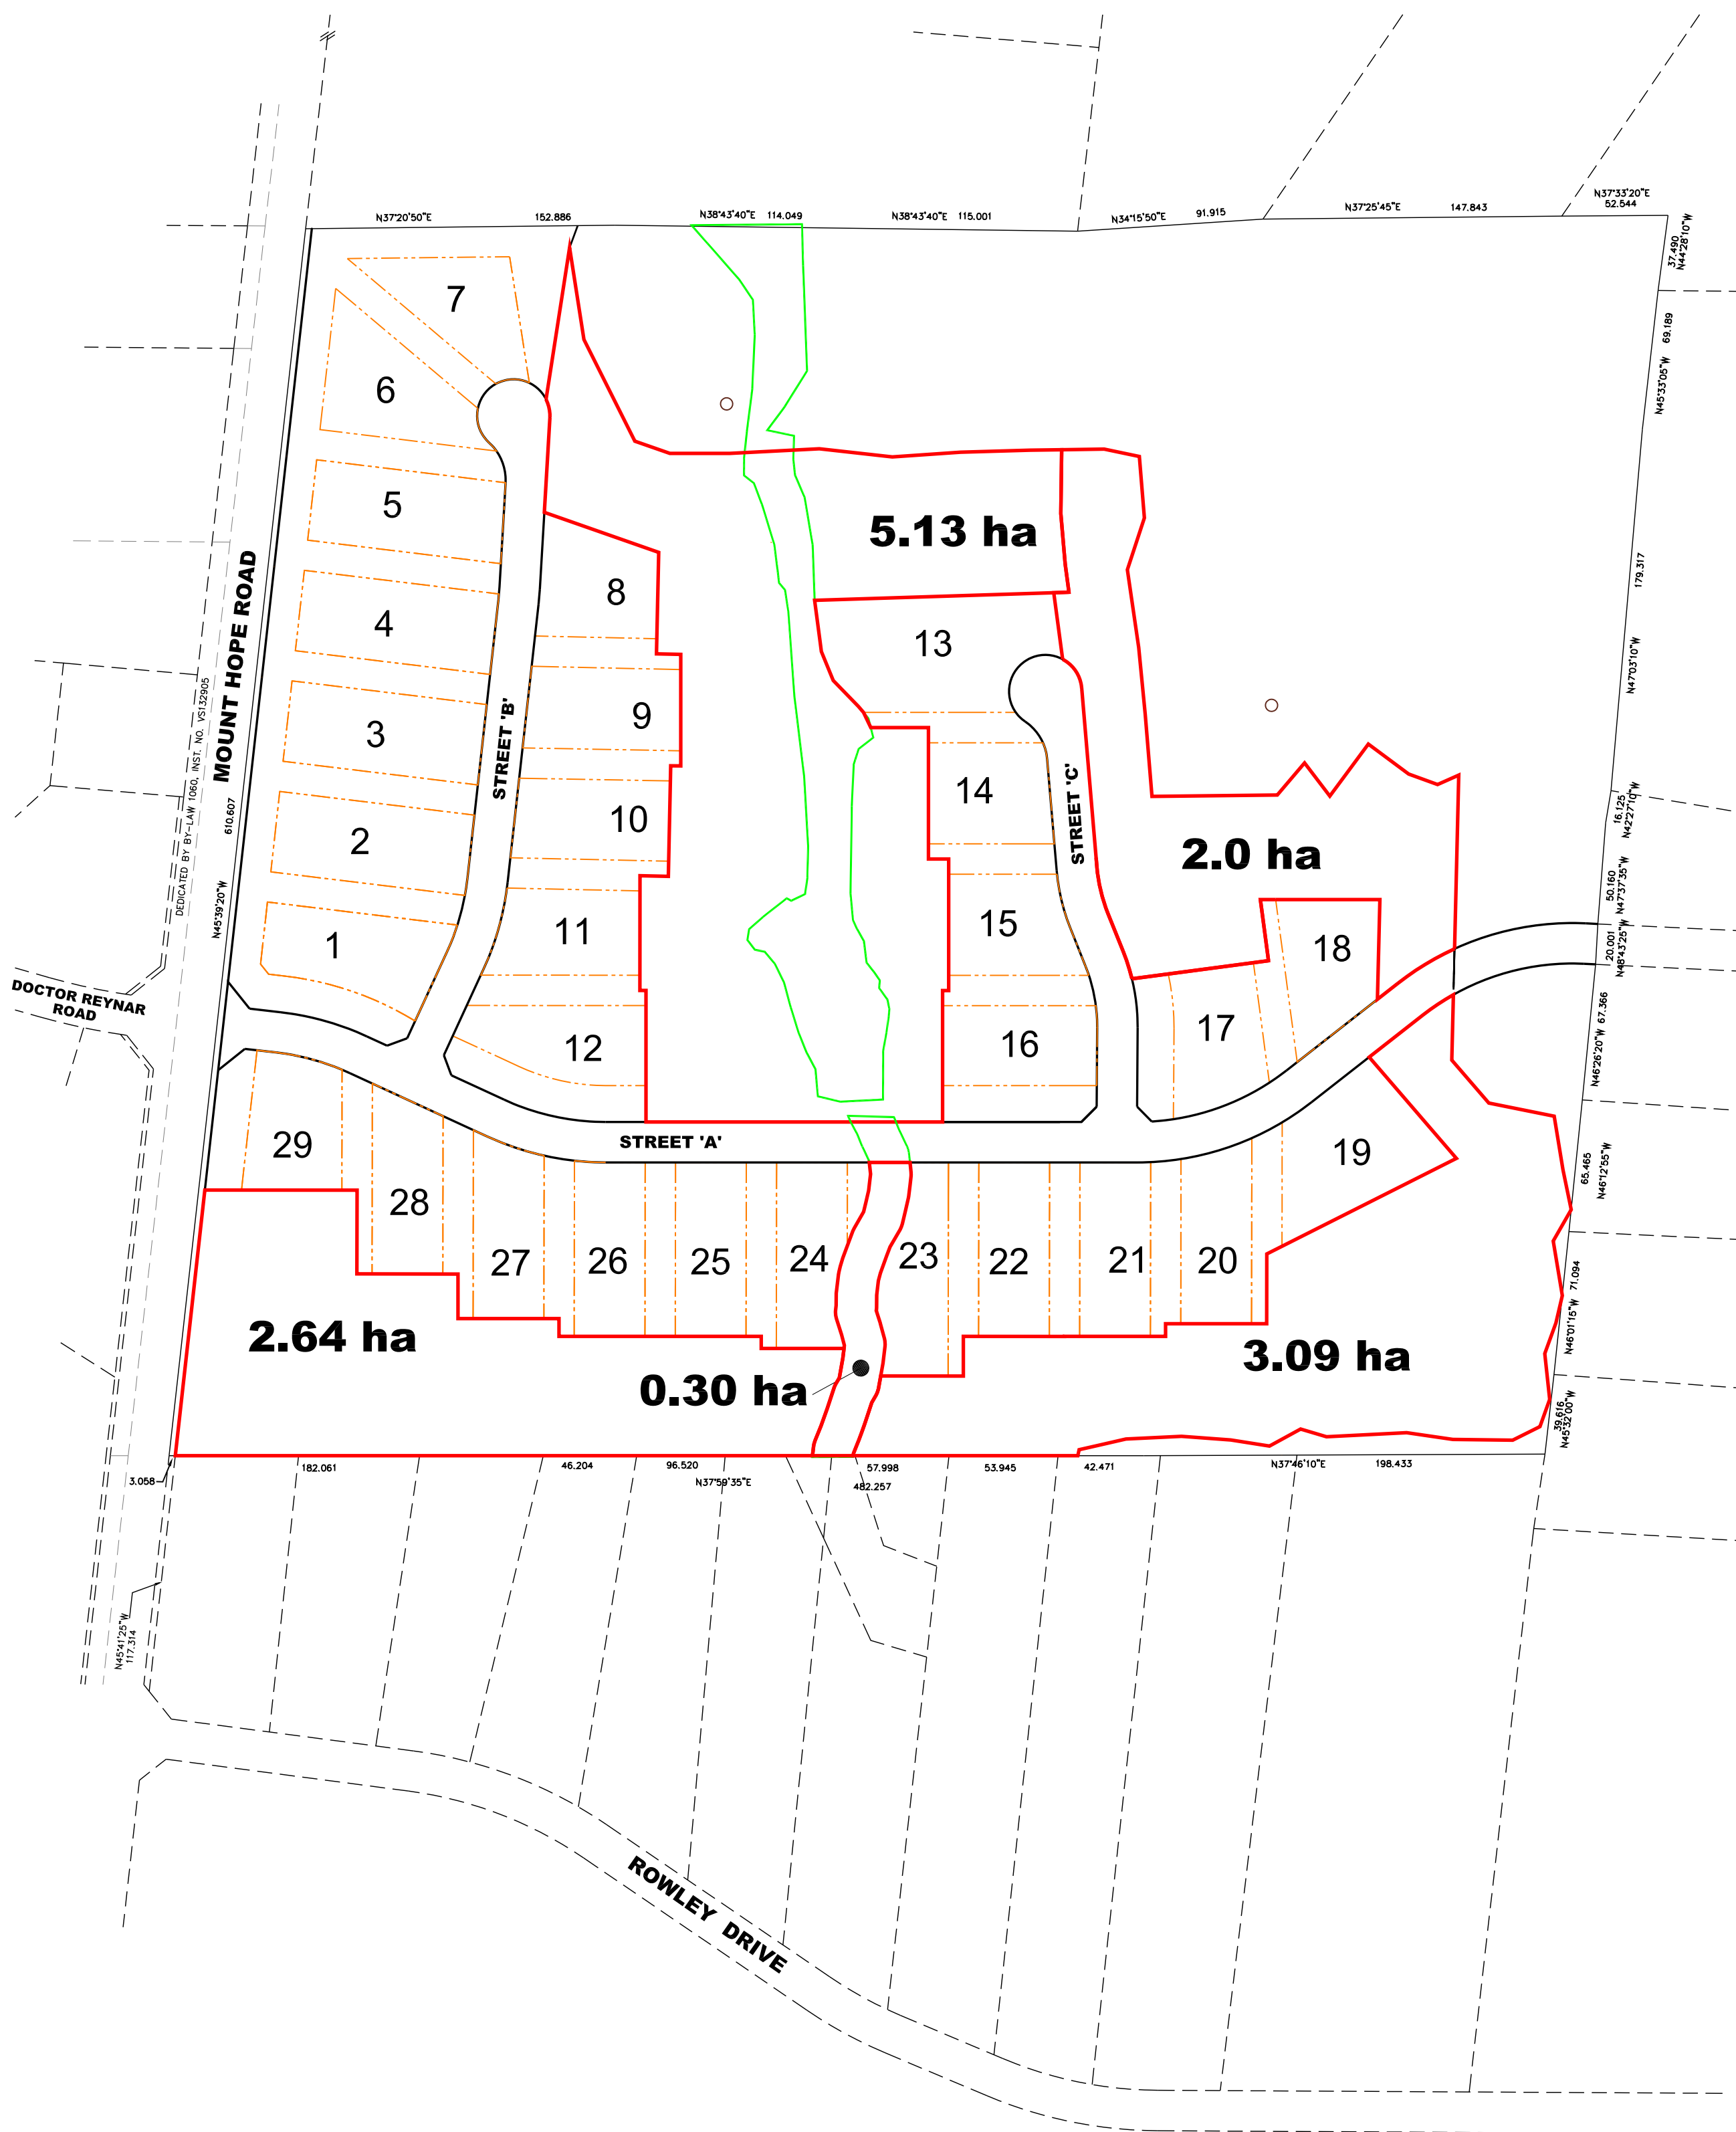 N37°33'20"E
52.544
N37°20'50"E 152.886
N38°43'40"E 114.049
N38°43'40"E 115.001
N34°15'50"E 91.915
N37°25'45"E 147.843
37.490
N44°28'10"W
69.189
N45°33'05"W
179.317
N47°03'10"W
16.125
N42°27'10"W
50.160
N47°37'35"W
20.001
N48°43'25"W
67.366
N46°26'20"W
65.465
N46°12'55"W
71.094
N46°01'15"W
39.616
N45°32'00"W
7
6
5
4
3
2
1
8
9
10
11
12
13
14
15
16
17
18
19
5.13 ha
2.0 ha
MOUNT HOPE ROAD
DEDICATED BY BY-LAW 1060, INST. NO. VS132905
610.607
N45°39'20"W
STREET 'B'
STREET 'C'
DOCTOR REYNAR
ROAD
STREET 'A'
29
28
27
26
25
24
23
22
21
20
2.64 ha
0.30 ha
3.09 ha
3.058
182.061
46.204
96.520
N37°59'35"E
57.998
482.257
53.945
42.471
N37°46'10"E
198.433
N45°41'25"W
117.314
ROWLEY DRIVE